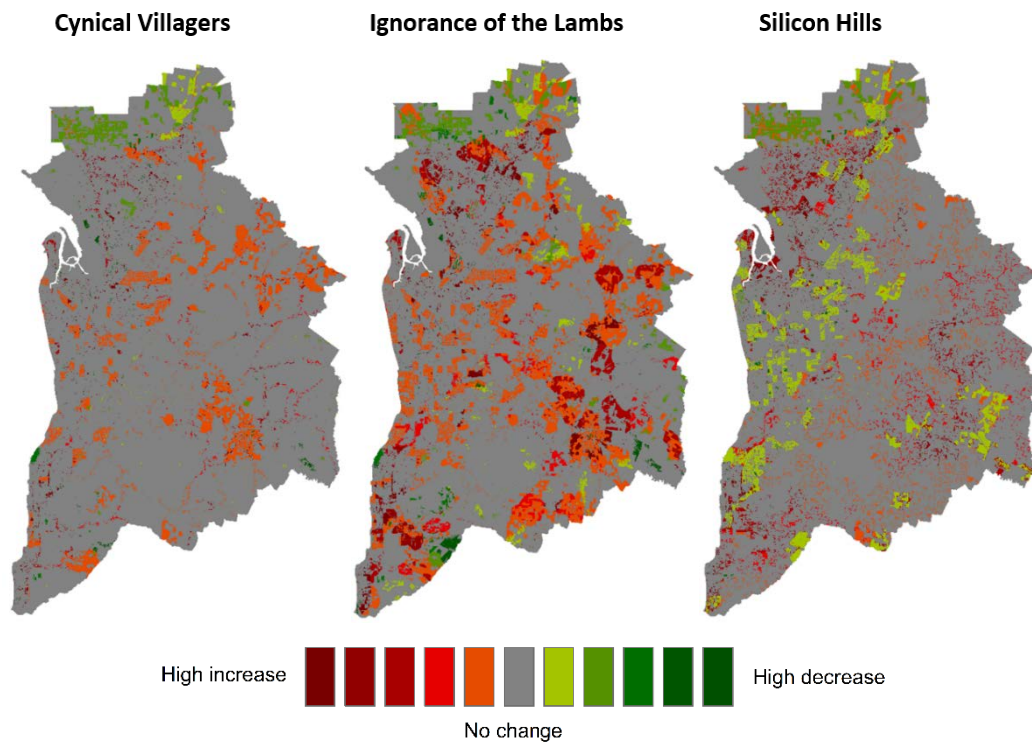 Cynical Villagers
Ignorance of the Lambs
Silicon Hills
High increase
High decrease
No change